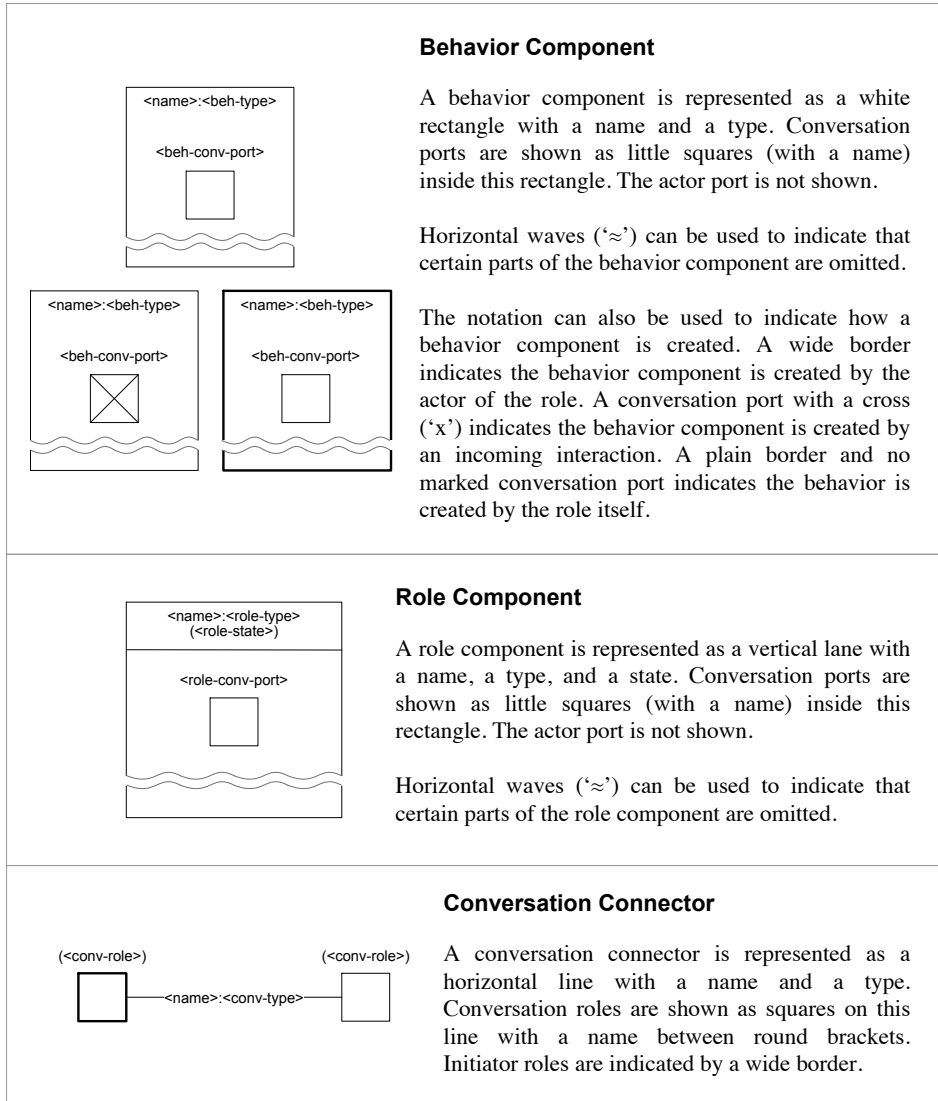 Behavior Component
<name>:<beh-type>
<beh-conv-port>
<name>:<beh-type>
<beh-conv-port>
<name>:<beh-type>
<beh-conv-port>
A behavior component is represented as a white
rectangle with a name and a type. Conversation
ports are shown as little squares (with a name)
inside this rectangle. The actor port is not shown.
Horizontal waves (‘≈’) can be used to indicate that
certain parts of the behavior component are omitted.
The notation can also be used to indicate how a
behavior component is created. A wide border
indicates the behavior component is created by the
actor of the role. A conversation port with a cross
(‘x’) indicates the behavior component is created by
an incoming interaction. A plain border and no
marked conversation port indicates the behavior is
created by the role itself.
Role Component
<name>:<role-type>
(<role-state>)
<role-conv-port>
A role component is represented as a vertical lane with
a name, a type, and a state. Conversation ports are
shown as little squares (with a name) inside this
rectangle. The actor port is not shown.
Horizontal waves (‘≈’) can be used to indicate that
certain parts of the role component are omitted.
Conversation Connector
(<conv-role>)
(<conv-role>)
<name>:<conv-type>
A conversation connector is represented as a
horizontal line with a name and a type.
Conversation roles are shown as squares on this
line with a name between round brackets.
Initiator roles are indicated by a wide border.